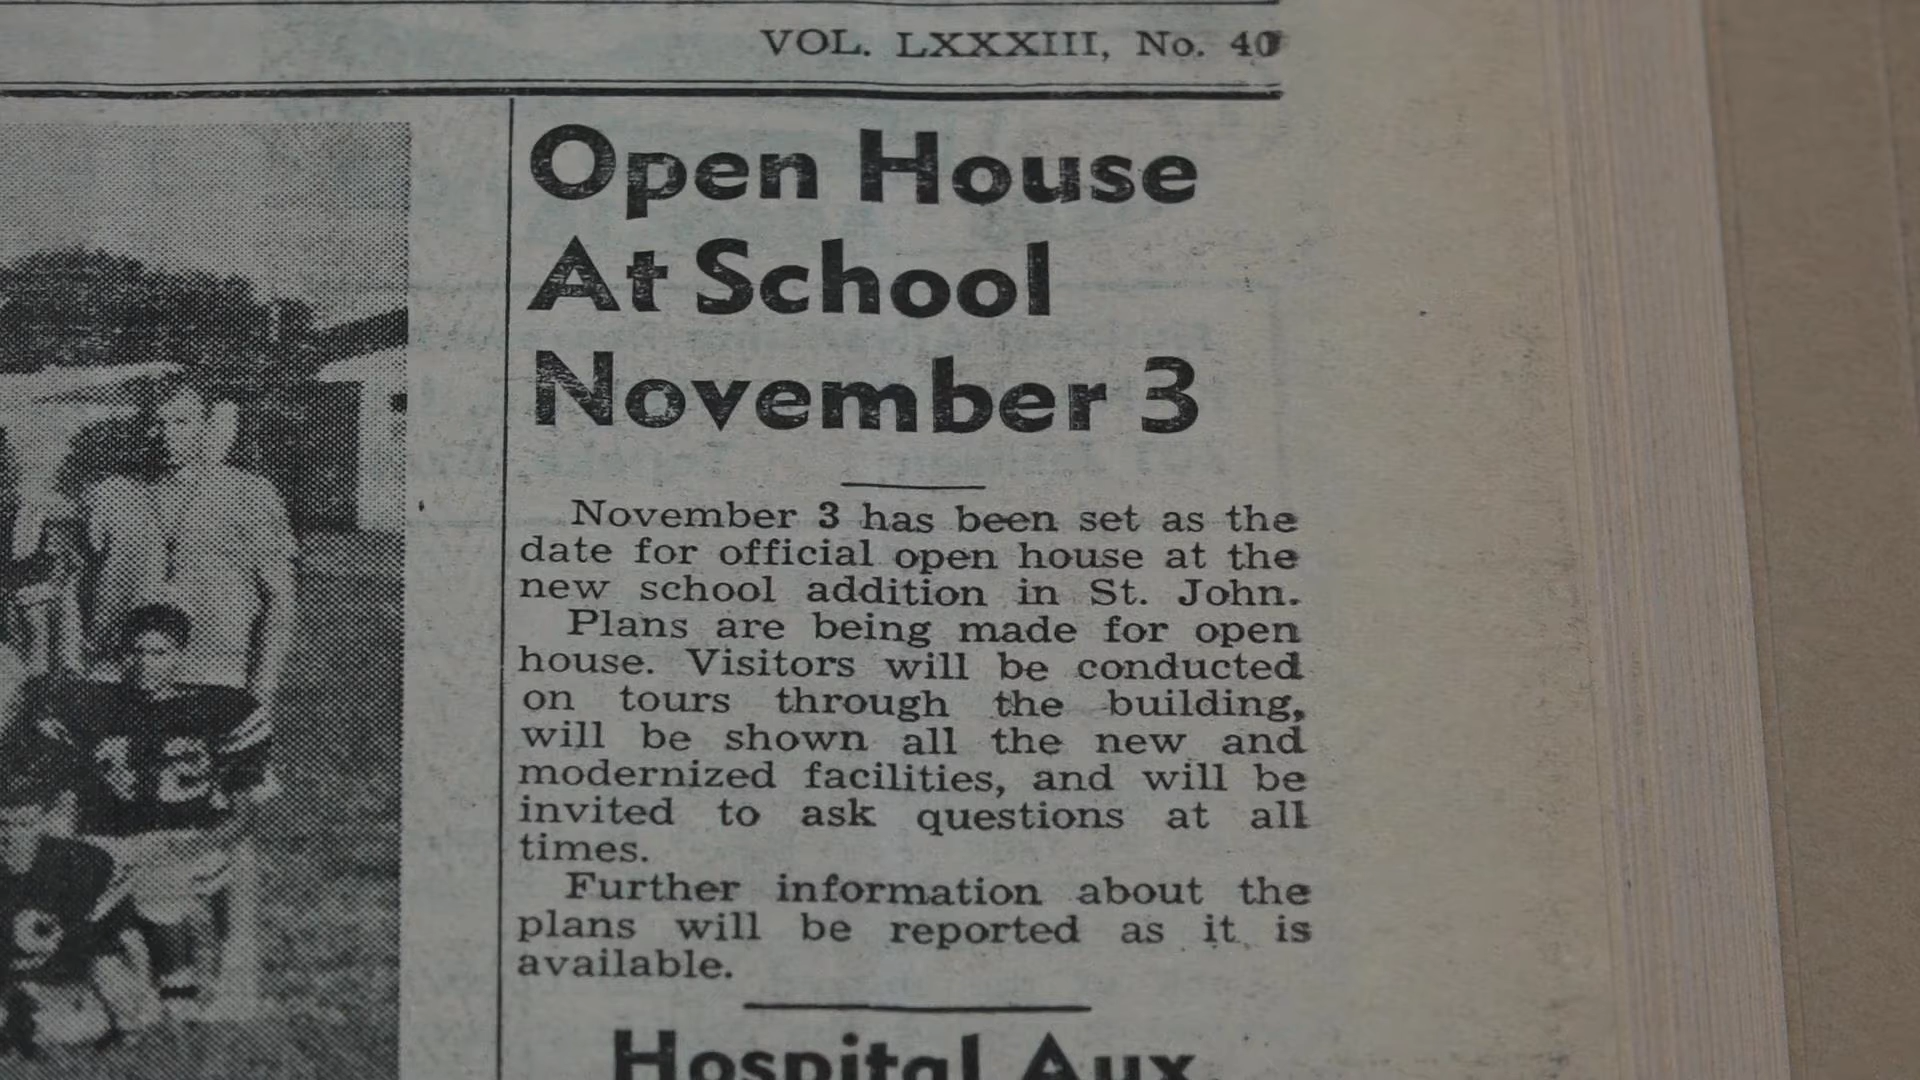 VOL. LXXXIII, No. 40
Open House
At School
November 3
November 3 has been set as the
date for official open house at the
new school addition in St. John.
Plans are being made for open
house. Visitors will be conducted
on tours through the building,
will be shown all the new and
modernized facilities, and will be
invited to ask questions at all
times.
Further information about the
plans will be reported as it is
available.
Hospital Aux
12